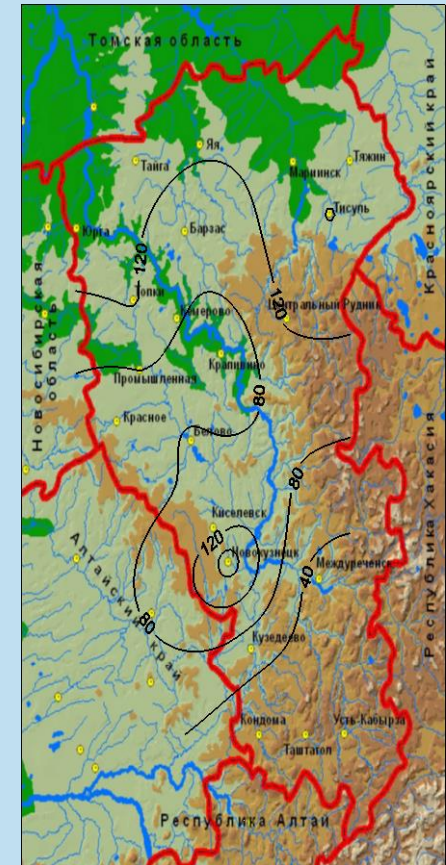 Томская область
Красноярский край
Яя
Тайга
Мариинск
Тяжин
Тисуль
Юрга
Барзас
120
Новосибирская область
Топки
Кемерово
120
Центральный Рудник
Промышленная
Крапивино
80
Красное
Белово
80
Киселевск
120
Новокузнецк
Республика Хакасия
Алтайский край
40
Междуреченск
80
Кузедеево
Кондома
Усть-Кабырза
Таштагол
Республика Алтай